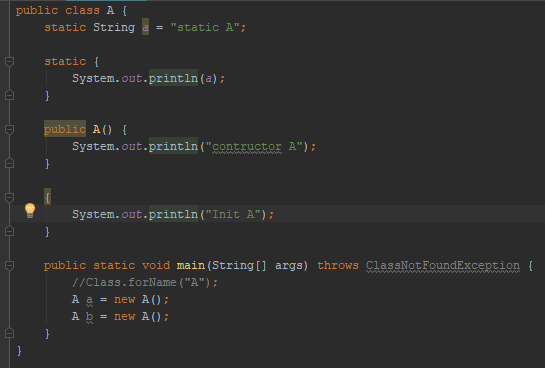 public class A {
static String a = "static A";
static {
System.out.println(a);
}
public A() {
System.out.println("contructor A");
}
{
System.out.println("Init A");
}
public static void main(String[] args) throws ClassNotFoundException {
//Class.forName("A");
A a = new A();
A b = new A();
}
}